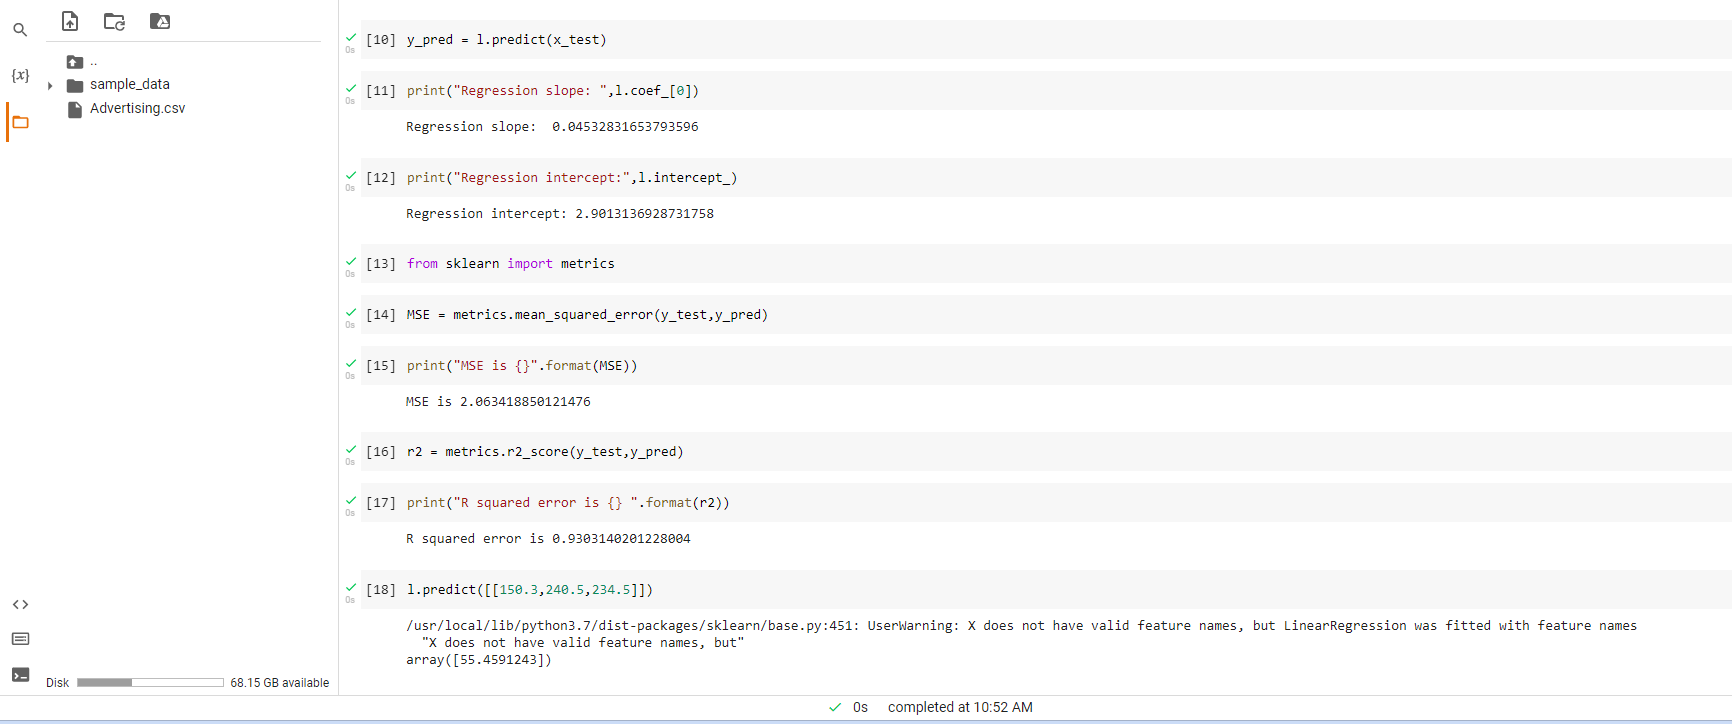 {x}
..
sample_data
Advertising.csv
Disk
68.15 GB available
0s
[10] y_pred = l.predict(x_test)
0s
[11] print("Regression slope: ",l.coef_[0])
Regression slope:  0.04532831653793596
0s
[12] print("Regression intercept:",l.intercept_)
Regression intercept: 2.9013136928731758
0s
[13] from sklearn import metrics
0s
[14] MSE = metrics.mean_squared_error(y_test,y_pred)
0s
[15] print("MSE is {}".format(MSE))
MSE is 2.063418850121476
0s
[16] r2 = metrics.r2_score(y_test,y_pred)
0s
[17] print("R squared error is {} ".format(r2))
R squared error is 0.9303140201228004
0s
[18] l.predict([[150.3,240.5,234.5]])
/usr/local/lib/python3.7/dist-packages/sklearn/base.py:451: UserWarning: X does not have valid feature names, but LinearRegression was fitted with feature names
"X does not have valid feature names, but"
array([55.4591243])
0s completed at 10:52 AM